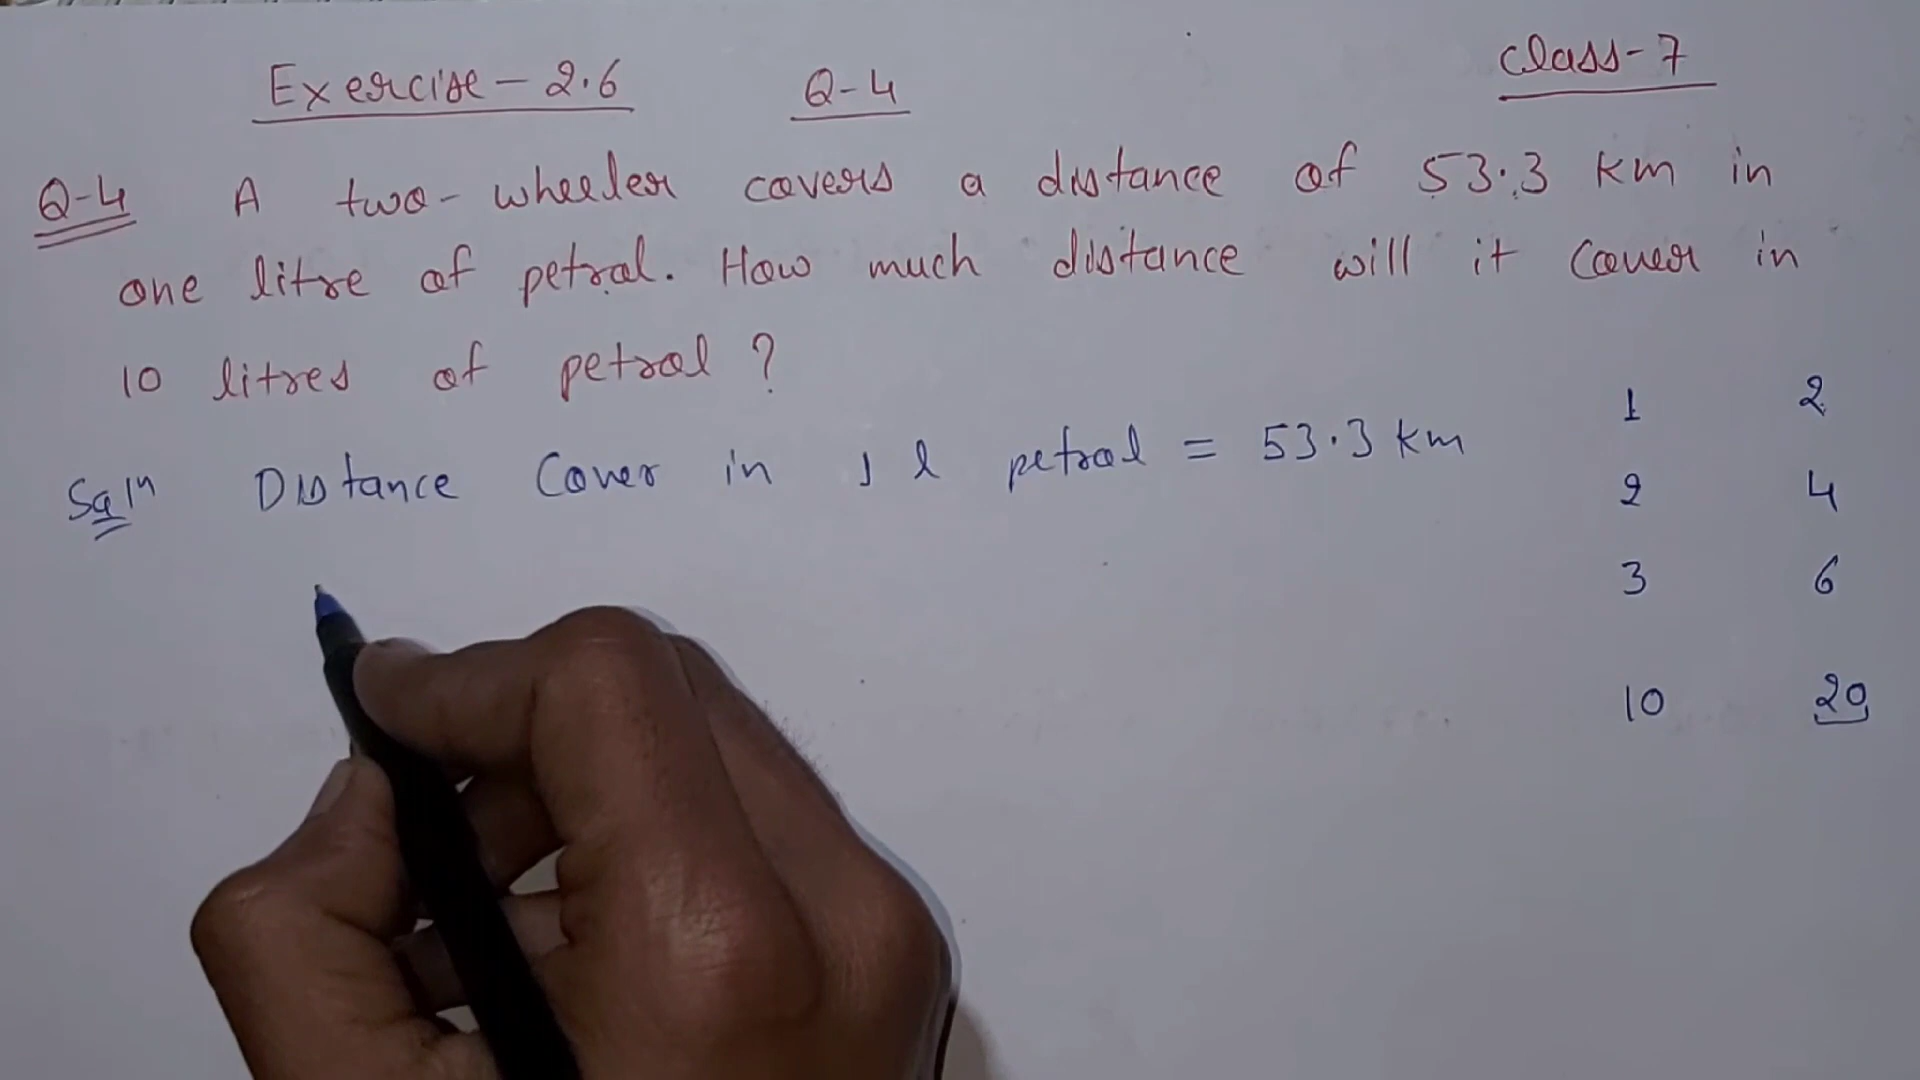 Exercise - 2.6 Q-4 Class-7
Q-4 A two-wheeler covers a distance of 53.3 km in
one litre of petrol. How much distance will it cover in
10 litres of petrol ?
Solⁿ Distance Cover in 1 l petrol = 53.3 km
1 2
2 4
3 6
10 20